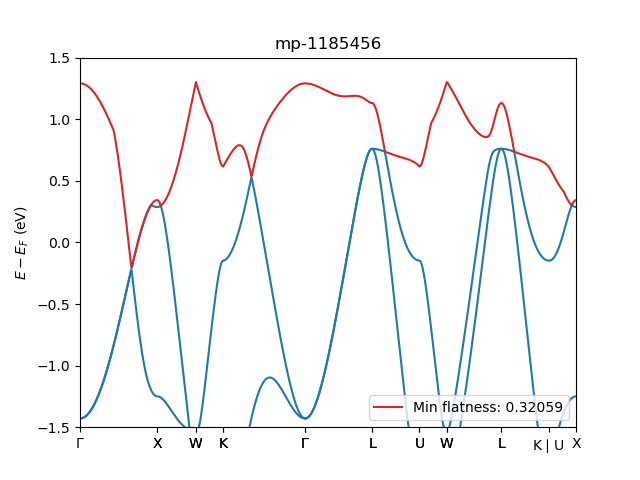 mp-1185456
E − E_F (eV)
1.5
1.0
0.5
0.0
−0.5
−1.0
−1.5
Min flatness: 0.32059
Γ X W K Γ L U W L K | U X